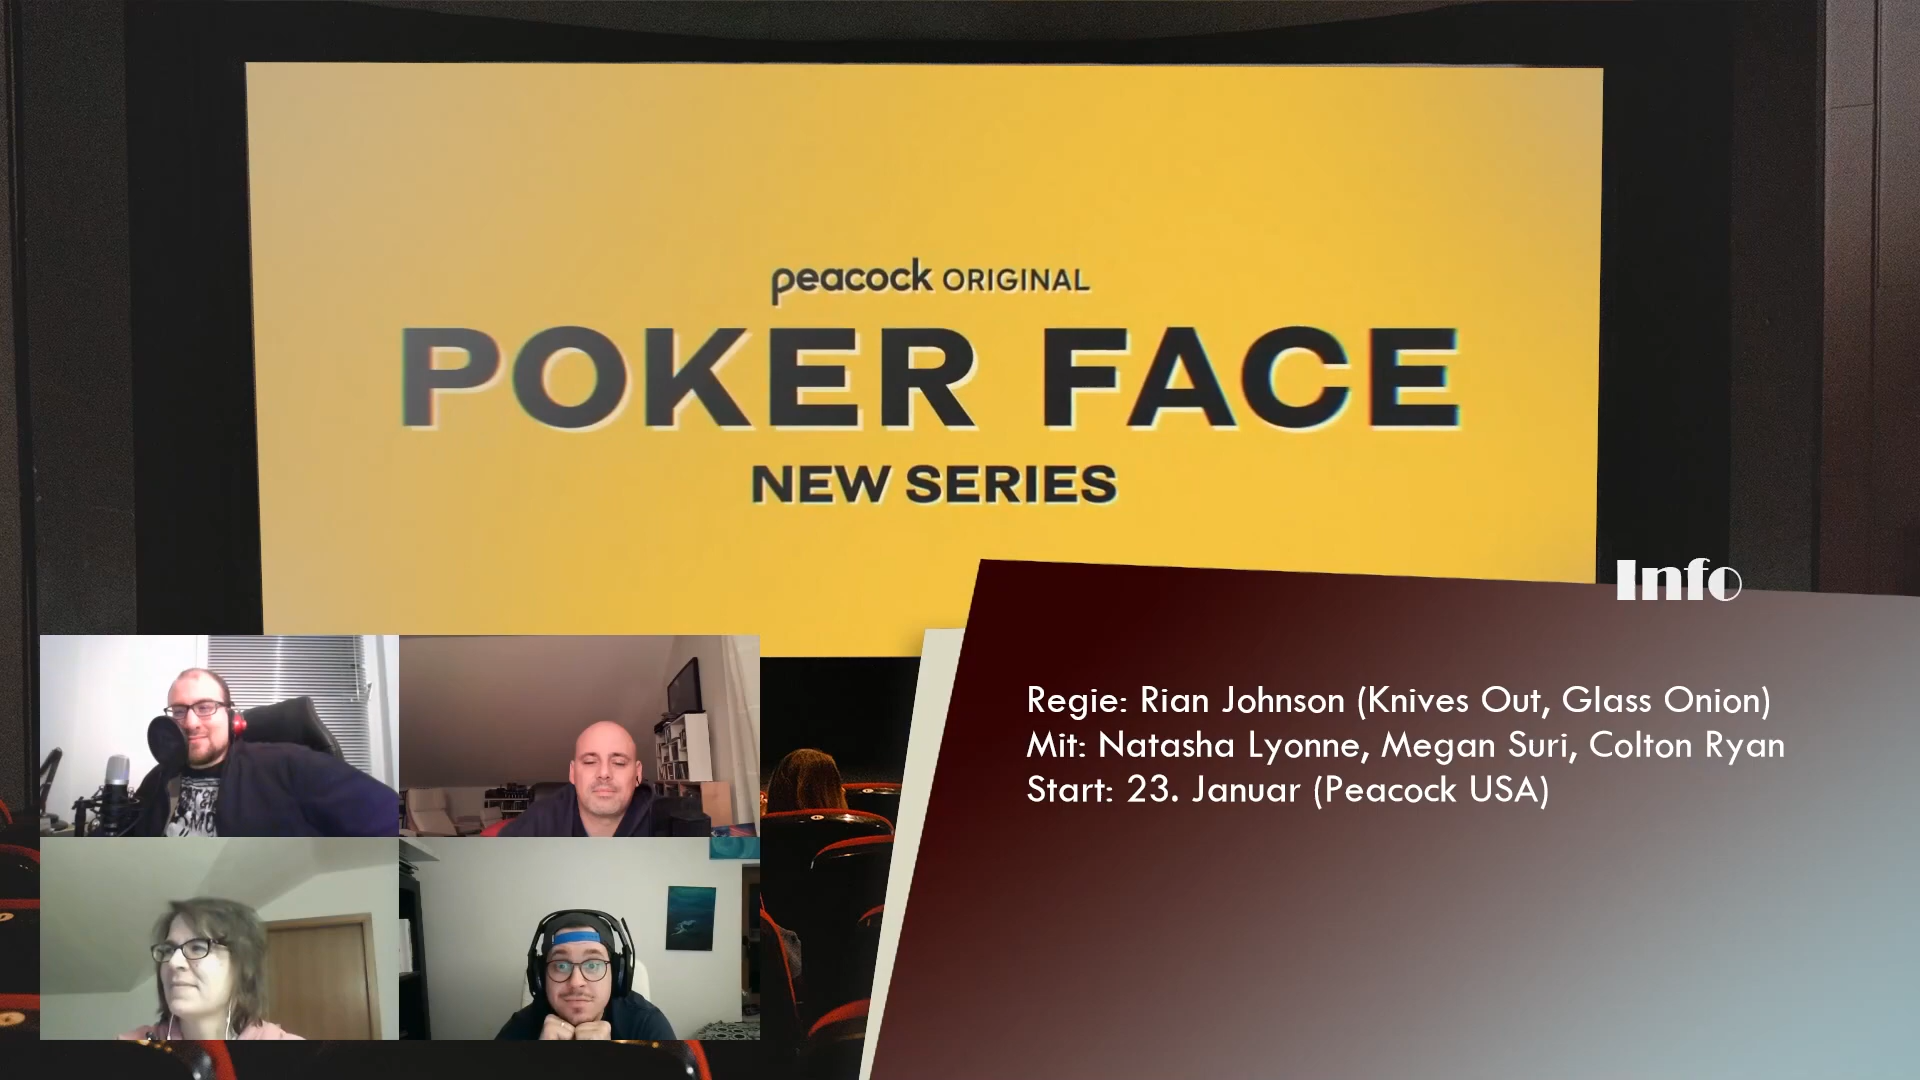 peacock ORIGINAL
POKER FACE
NEW SERIES
Info
Regie: Rian Johnson (Knives Out, Glass Onion)
Mit: Natasha Lyonne, Megan Suri, Colton Ryan
Start: 23. Januar (Peacock USA)